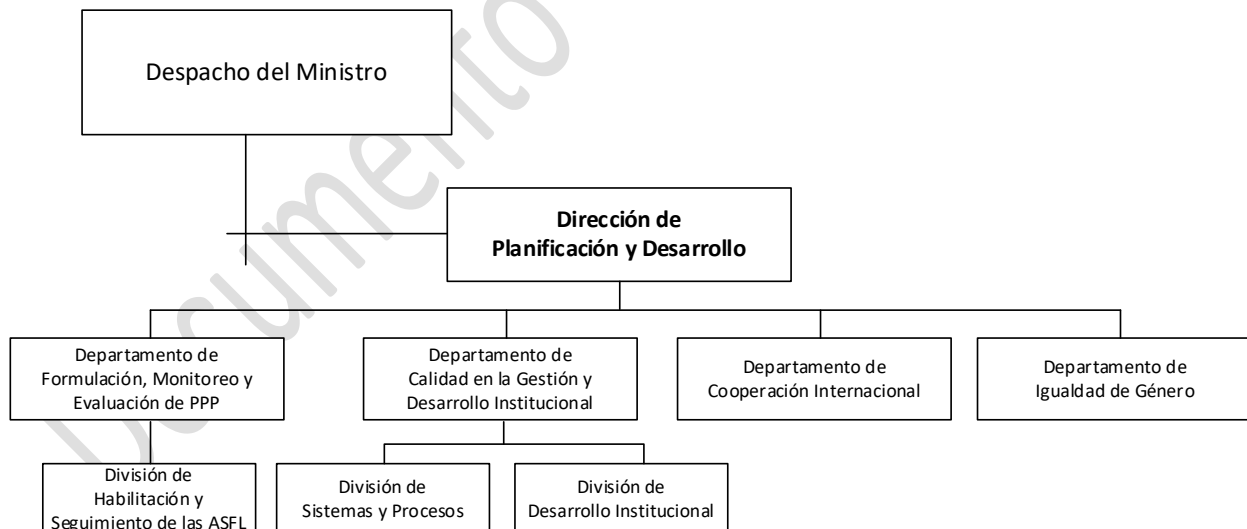 Documento
Despacho del Ministro
Dirección de
Planificación y Desarrollo
Departamento de
Formulación, Monitoreo y
Evaluación de PPP
Departamento de
Calidad en la Gestión y
Desarrollo Institucional
Departamento de
Cooperación Internacional
Departamento de
Igualdad de Género
División de
Habilitación y
Seguimiento de las ASFL
División de
Sistemas y Procesos
División de
Desarrollo Institucional